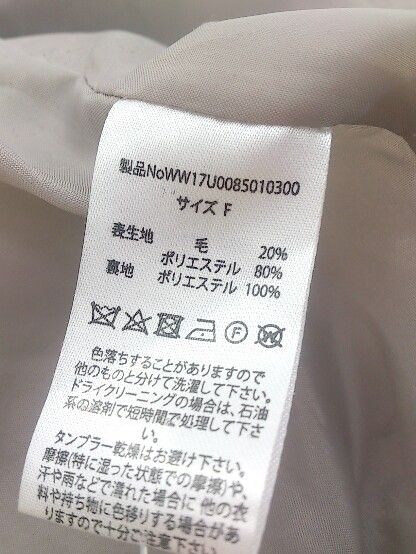 製品NoWW17U0085010300
サイズ F
表生地 毛 20%
ポリエステル 80%
裏地 ポリエステル 100%
P F W
色落ちすることがありますので
他のものと分けて洗濯して下さい。
ドライクリーニングの場合は、石油
系の溶剤で短時間で処理して下さ
い。
タンブラー乾燥はお避け下さい。
摩擦(特に湿った状態での摩擦)や、
汗や雨などで濡れた場合に 他の衣
料や持ち物に色移りする場合があ
りますので十分ご注意下さ